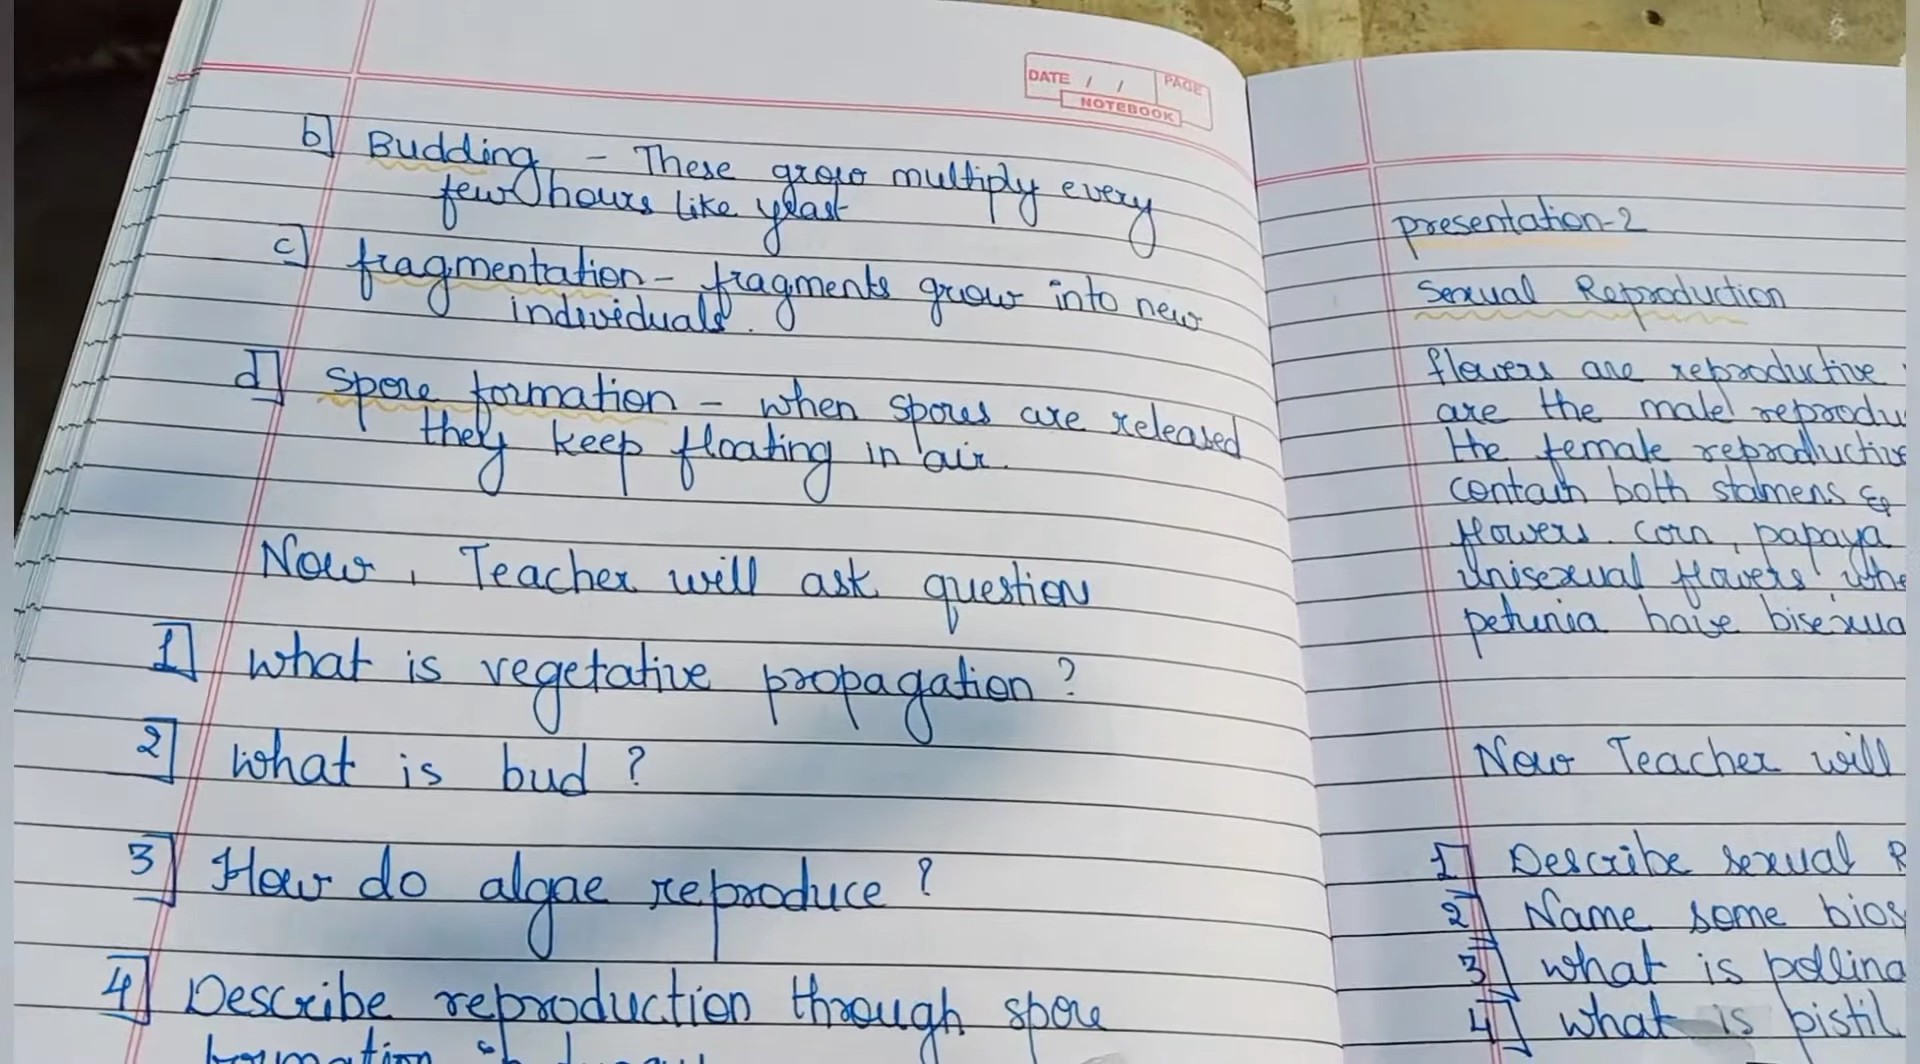 DATE / / PAGE
NOTEBOOK
b] Budding - These grow multiply every
few hours like yeast
c] fragmentation - fragments grow into new
individuals.
d] Spore formation - when spores are released
they keep floating in air.
Now, Teacher will ask question
1] what is vegetative propagation?
2] what is bud?
3] How do algae reproduce?
4] Describe reproduction through spore
presentation-2
Sexual Reproduction
flowers are reproductive
are the male reprodu
the female reproductive
contain both stamens &
flowers. corn, papaya
unisexual flowers whe
petunia have bisexua
Now Teacher will
1] Describe sexual R
2] Name some bios
3] what is pollina
4] what is pistil